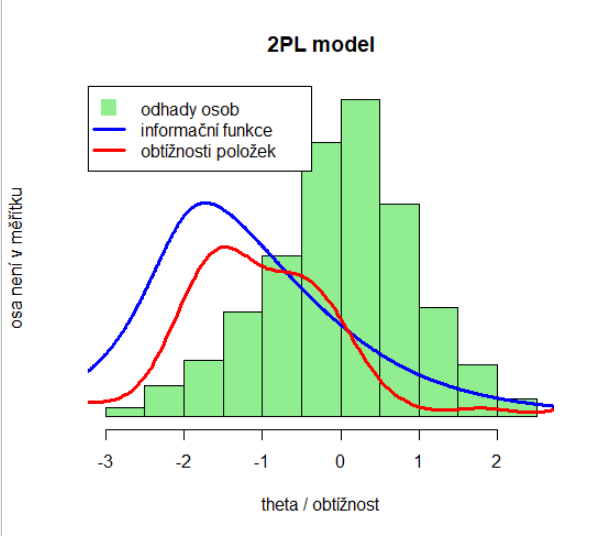 2PL model
odhady osob
informační funkce
obtížnosti položek
osa není v měřítku
-3 -2 -1 0 1 2
theta / obtížnost